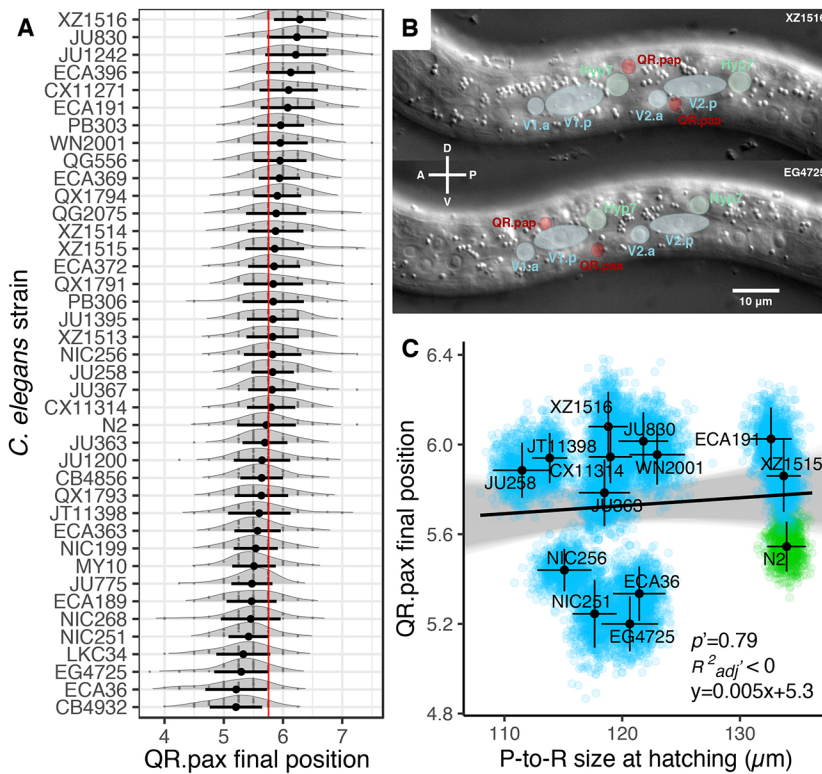 A
XZ1516
JU830
JU1242
ECA396
CX11271
ECA191
PB303
WN2001
QG556
ECA369
QX1794
QG2075
XZ1514
XZ1515
ECA372
QX1791
PB306
JU1395
XZ1513
NIC256
JU258
JU367
CX11314
N2
JU363
JU1200
CB4856
QX1793
JT11398
ECA363
NIC199
MY10
JU775
ECA189
NIC268
NIC251
LKC34
EG4725
ECA36
CB4932
C. elegans strain
4 5 6 7
QR.pax final position
B
XZ1516
QR.pap
Hyp7
Hyp7
V2.p
V1.a
V1.p
V2.a
QR.paa
D
A P
V
EG4725
QR.pap
Hyp7
Hyp7
V1.a
V1.p
QR.paa
V2.a
V2.p
10 µm
C
6.4
6.0
5.6
5.2
4.8
QR.pax final position
XZ1516
JU830
ECA191
JT11398
CX11314
WN2001
XZ1515
JU258
JU363
N2
NIC256
ECA36
NIC251
EG4725
p'=0.79
R²adj'<0
y=0.005x+5.3
110 120 130
P-to-R size at hatching (µm)